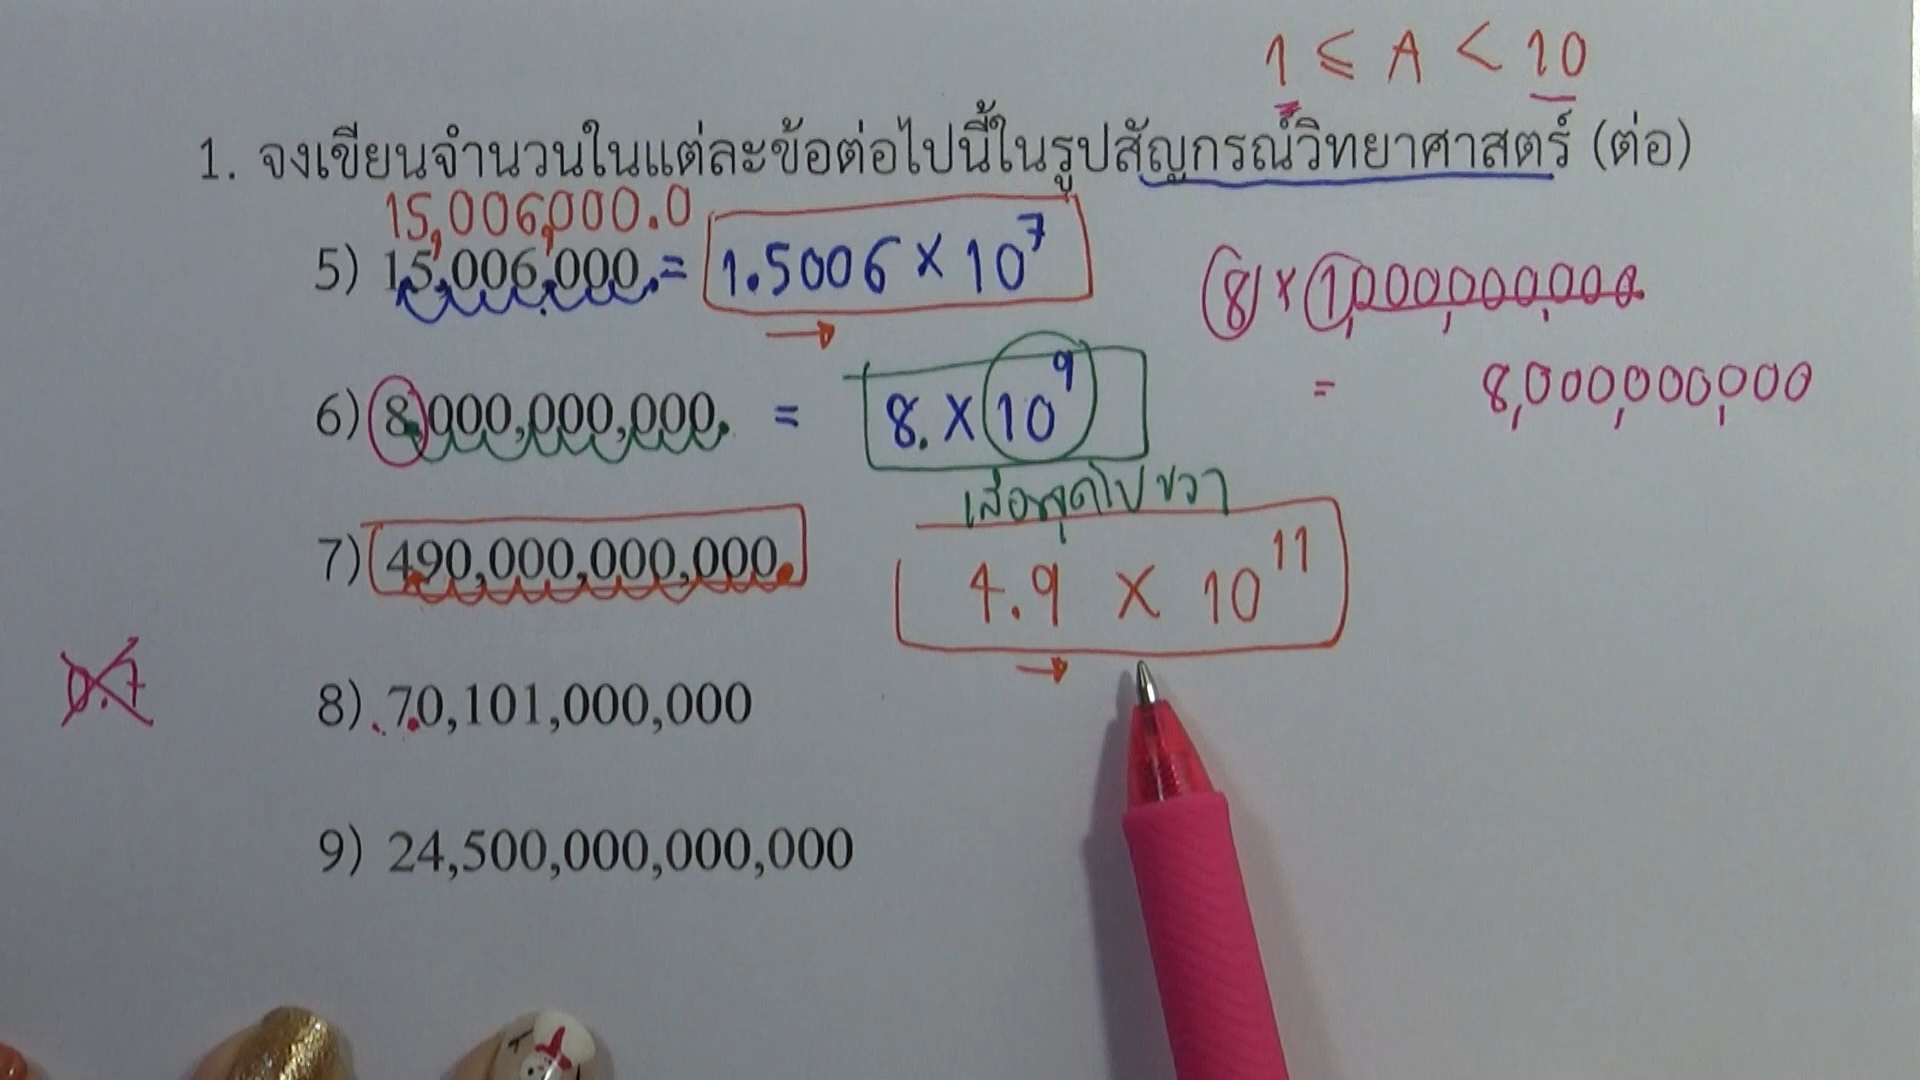 1 ≤ A < 10
1. จงเขียนจำนวนในแต่ละข้อต่อไปนี้ในรูปสัญกรณ์วิทยาศาสตร์ (ต่อ)
15,006,000.0
5) 15,006,000. = 1.5006 × 10⁷
8 × 1,000,000,000
= 8,000,000,000
6) 8,000,000,000. = 8. × 10⁹
เลื่อนจุดไปขวา
7) 490,000,000,000. 4.9 × 10¹¹
0.7
8) 70,101,000,000
9) 24,500,000,000,000